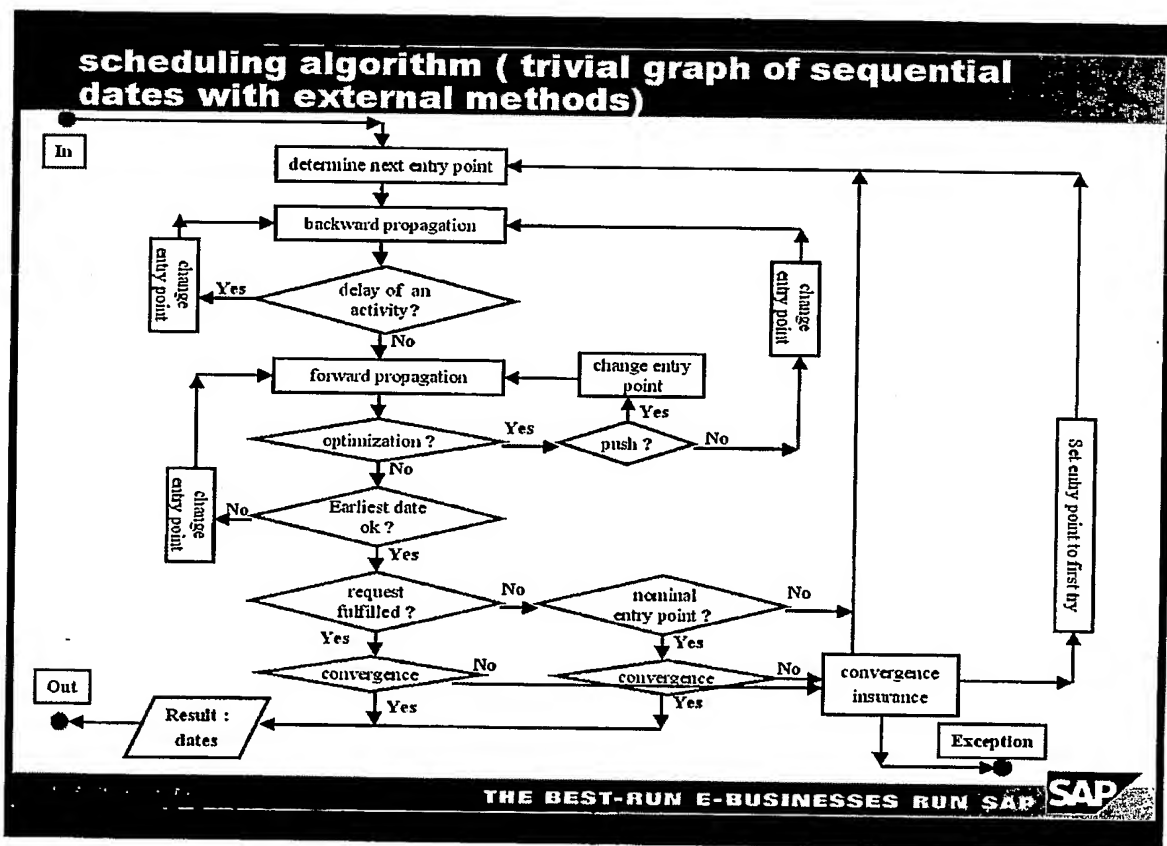 scheduling algorithm ( trivial graph of sequential
dates with external methods)
In
determine next entry point
backward propagation
change
entry point
Yes
delay of an
activity?
change
entry point
No
forward propagation
change entry
point
Yes
optimization ?
Yes
push ?
No
No
change
entry point
No
Earliest date
ok ?
Set entry point to first try
Yes
request
fulfilled ?
No
nominal
entry point ?
No
Yes
Yes
convergence
No
convergence
No
convergence
insurance
Out
Yes
Yes
Result :
dates
Exception
THE BEST-RUN E-BUSINESSES RUN SAP
SAP